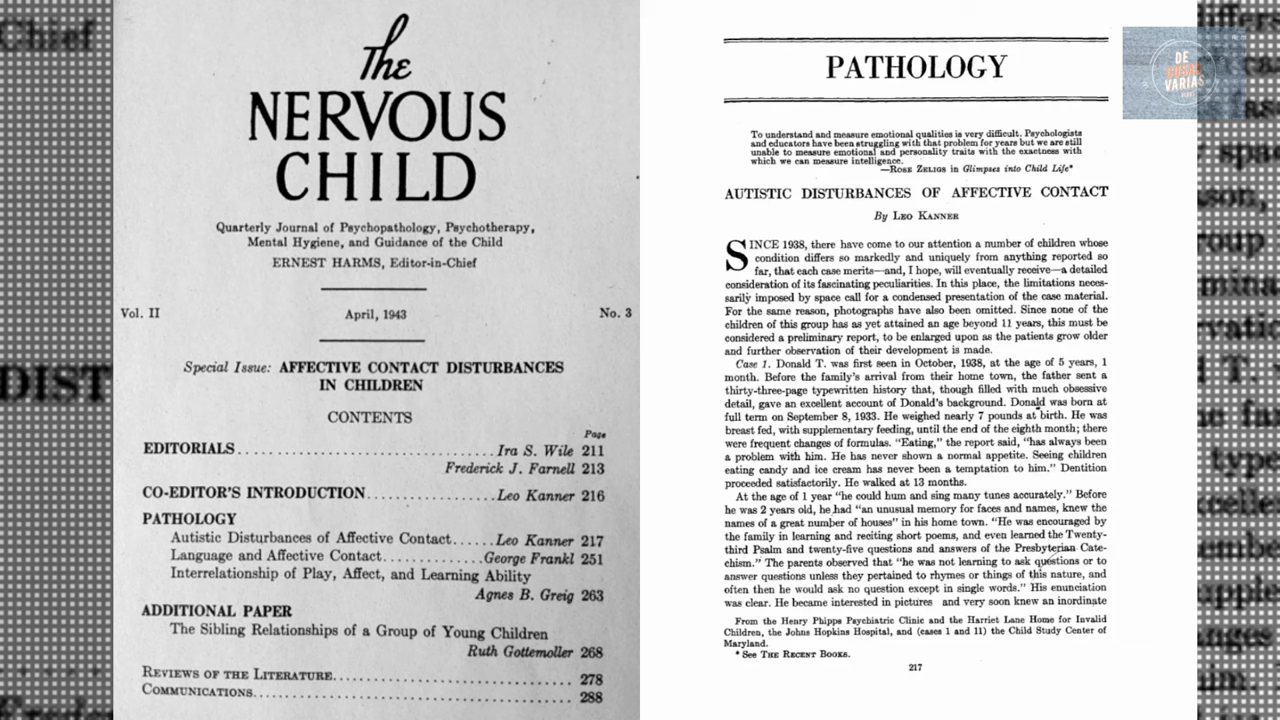 The
NERVOUS
CHILD
Quarterly Journal of Psychopathology, Psychotherapy,
Mental Hygiene, and Guidance of the Child
ERNEST HARMS, Editor-in-Chief
Vol. II April, 1943 No. 3
Special Issue: AFFECTIVE CONTACT DISTURBANCES
IN CHILDREN
CONTENTS
Page
EDITORIALS ........................ Ira S. Wile 211
Frederick J. Farnell 213
CO-EDITOR'S INTRODUCTION ............ Leo Kanner 216
PATHOLOGY
Autistic Disturbances of Affective Contact ...... Leo Kanner 217
Language and Affective Contact ............ George Frankl 251
Interrelationship of Play, Affect, and Learning Ability
Agnes B. Greig 263
ADDITIONAL PAPER
The Sibling Relationships of a Group of Young Children
Ruth Gottemoller 268
REVIEWS OF THE LITERATURE ........................ 278
COMMUNICATIONS ........................ 288
PATHOLOGY
To understand and measure emotional qualities is very difficult. Psychologists
and educators have been struggling with that problem for years but we are still
unable to measure emotional and personality traits with the exactness with
which we can measure intelligence.
—ROSE ZELIGS in Glimpses into Child Life*
AUTISTIC DISTURBANCES OF AFFECTIVE CONTACT
By LEO KANNER
SINCE 1938, there have come to our attention a number of children whose
condition differs so markedly and uniquely from anything reported so
far, that each case merits—and, I hope, will eventually receive—a detailed
consideration of its fascinating peculiarities. In this place, the limitations neces-
sarily imposed by space call for a condensed presentation of the case material.
For the same reason, photographs have also been omitted. Since none of the
children of this group has as yet attained an age beyond 11 years, this must be
considered a preliminary report, to be enlarged upon as the patients grow older
and further observation of their development is made.
Case 1. Donald T. was first seen in October, 1938, at the age of 5 years, 1
month. Before the family's arrival from their home town, the father sent a
thirty-three-page typewritten history that, though filled with much obsessive
detail, gave an excellent account of Donald's background. Donald was born at
full term on September 8, 1933. He weighed nearly 7 pounds at birth. He was
breast fed, with supplementary feeding, until the end of the eighth month; there
were frequent changes of formulas. "Eating," the report said, "has always been
a problem with him. He has never shown a normal appetite. Seeing children
eating candy and ice cream has never been a temptation to him." Dentition
proceeded satisfactorily. He walked at 13 months.
At the age of 1 year "he could hum and sing many tunes accurately." Before
he was 2 years old, he had "an unusual memory for faces and names, knew the
names of a great number of houses" in his home town. "He was encouraged by
the family in learning and reciting short poems, and even learned the Twenty-
third Psalm and twenty-five questions and answers of the Presbyterian Cate-
chism." The parents observed that "he was not learning to ask questions or to
answer questions unless they pertained to rhymes or things of this nature, and
often then he would ask no question except in single words." His enunciation
was clear. He became interested in pictures and very soon knew an inordinate
From the Henry Phipps Psychiatric Clinic and the Harriet Lane Home for Invalid
Children, the Johns Hopkins Hospital, and (cases 1 and 11) the Child Study Center of
Maryland.
* See THE RECENT BOOKS.
217
DE
COSAS
VARIAS
Chief
DIST